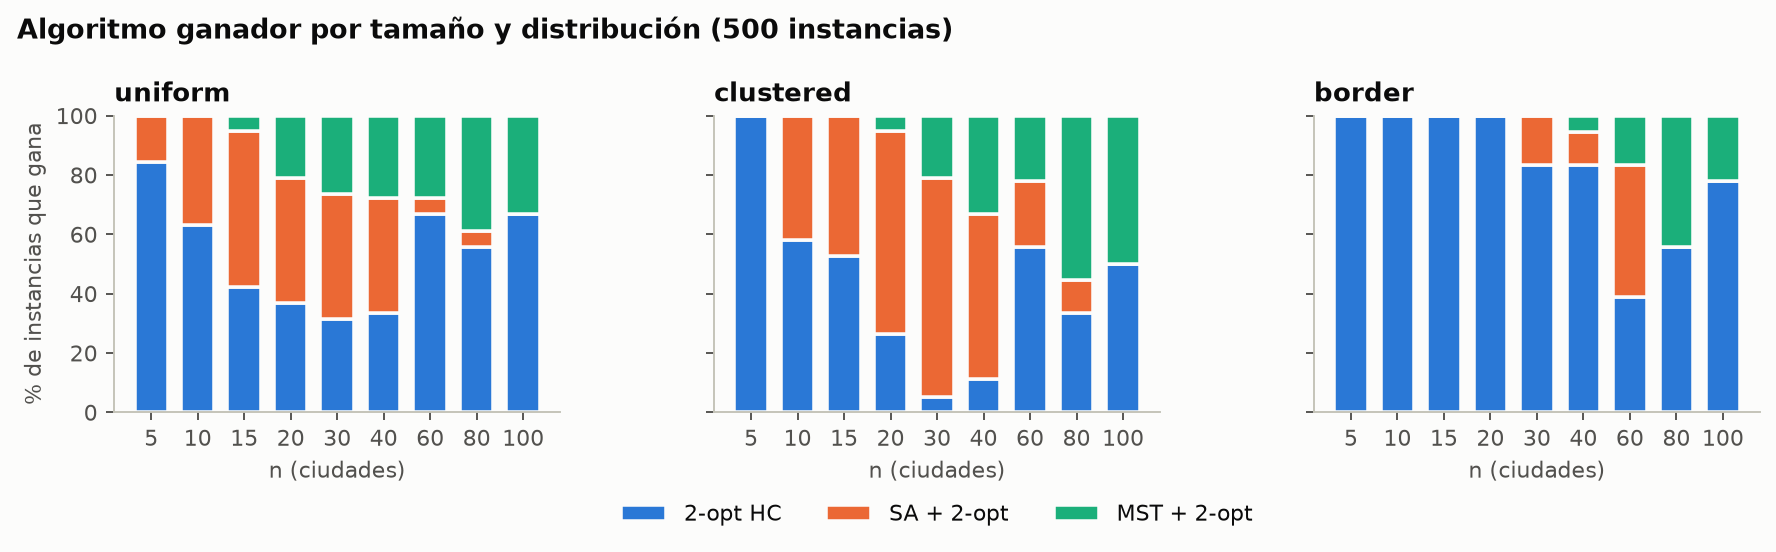 Algoritmo ganador por tamaño y distribución (500 instancias)
uniform
clustered
border
% de instancias que gana
100
80
60
40
20
0
5 10 15 20 30 40 60 80 100
5 10 15 20 30 40 60 80 100
5 10 15 20 30 40 60 80 100
n (ciudades)
n (ciudades)
n (ciudades)
2-opt HC
SA + 2-opt
MST + 2-opt